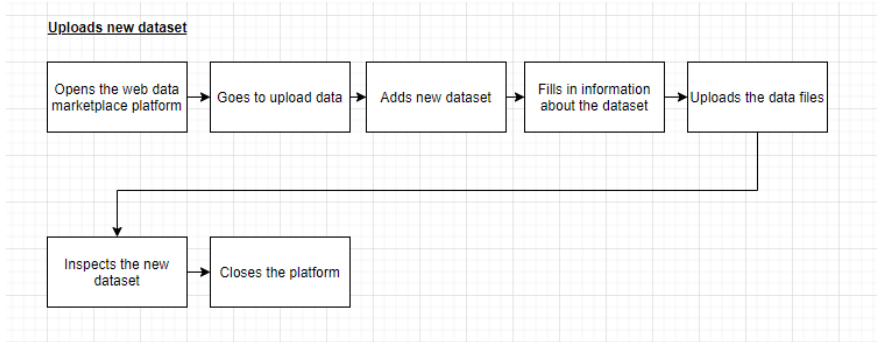 Uploads new dataset
Opens the web data
marketplace platform
Goes to upload data
Adds new dataset
Fills in information
about the dataset
Uploads the data files
Inspects the new
dataset
Closes the platform